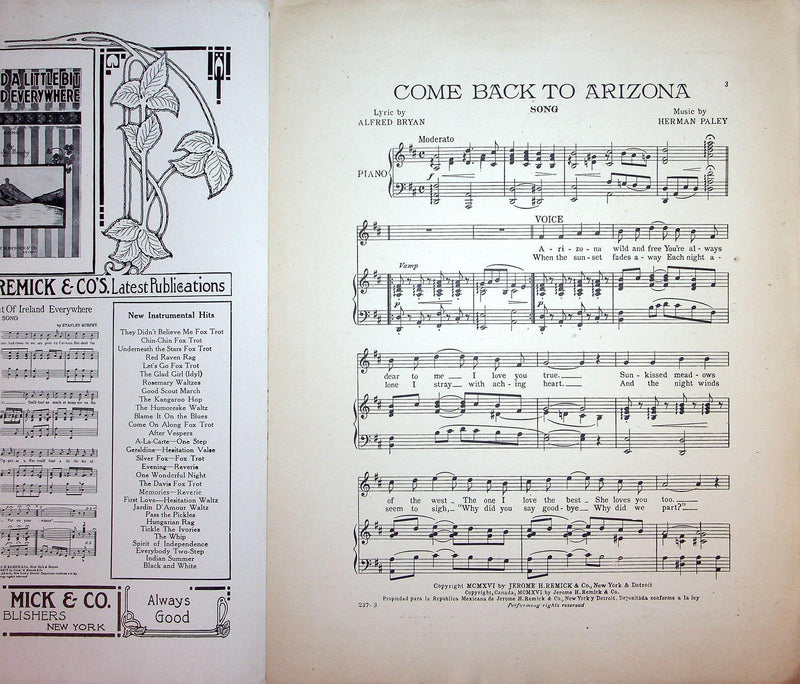 D A LITTLE BIT
D EVERYWHERE
REMICK & CO'S. Latest Publications
t Of Ireland Everywhere
SONG
by STANLEY MURPHY
New Instrumental Hits
They Didn't Believe Me Fox Trot
Chin-Chin Fox Trot
Underneath the Stars Fox Trot
Red Raven Rag
Let's Go Fox Trot
The Glad Girl (Idyl)
Rosemary Waltzes
Good Scout March
The Kangaroo Hop
The Humoreske Waltz
Blame It On the Blues
Come On Along Fox Trot
After Vespers
A-La-Carte—One Step
Geraldine—Hesitation Valse
Silver Fox—Fox Trot
Evening—Reverie
One Wonderful Night
The Davis Fox Trot
Memories—Reverie
First Love—Hesitation Waltz
Jardin D'Amour Waltz
Pass the Pickles
Hungarian Rag
Tickle The Ivories
The Whip
Spirit of Independence
Everybody Two-Step
Indian Summer
Black and White
MICK & CO.
BLISHERS
NEW YORK
Always
Good
3
COME BACK TO ARIZONA
SONG
Lyric by
ALFRED BRYAN
Music by
HERMAN PALEY
Moderato
PIANO
f
VOICE
A - ri - zo - na wild and free You're al - ways
When the sun - set fades a - way Each night a -
Vamp
p
p
dear to me I love you true. Sun - kissed mead - ows
lone I stray with ach - ing heart. And the night winds
of the west The one I love the best She loves you too.
seem to sigh, "Why did you say good - bye Why did we part?"
Copyright MCMXVI by JEROME H. REMICK & Co., New York & Detroit
Copyright, Canada, MCMXVI by Jerome H. Remick & Co.
Propiedad para la Republica Mexicana de Jerome H. Remick & Co., New York y Detroit. Depositada conforme a la ley
237-3
Performing rights reserved